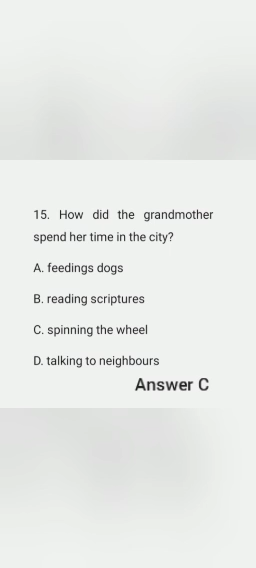 15. How did the grandmother
spend her time in the city?
A. feedings dogs
B. reading scriptures
C. spinning the wheel
D. talking to neighbours
Answer C